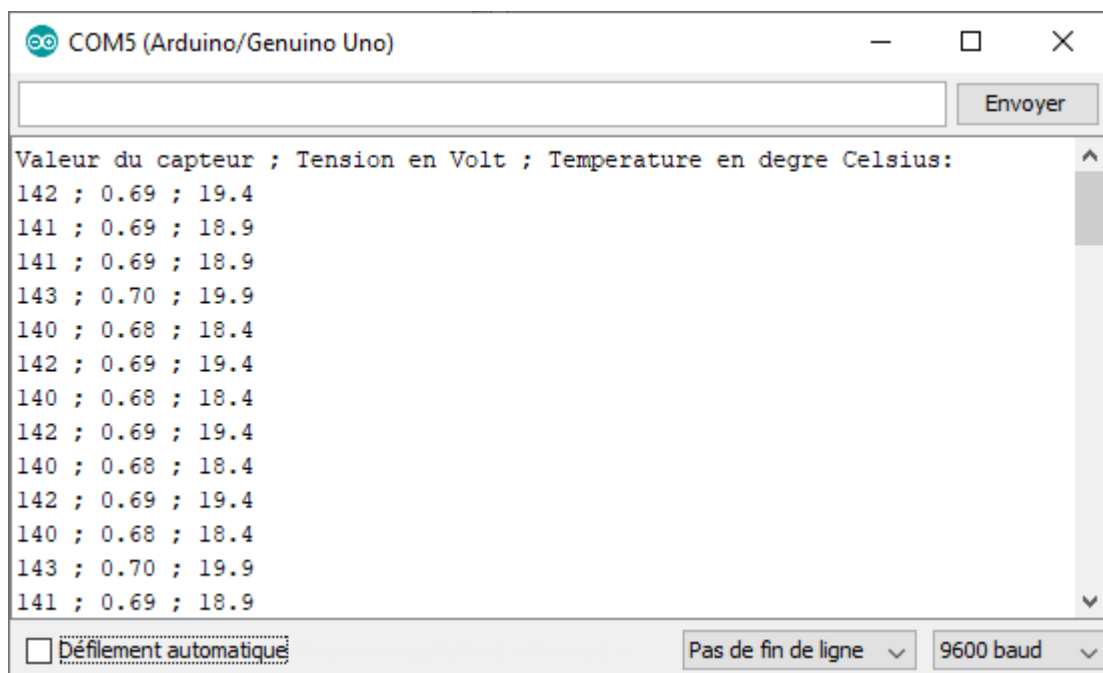 COM5 (Arduino/Genuino Uno)
Envoyer
Valeur du capteur ; Tension en Volt ; Temperature en degre Celsius:
142 ; 0.69 ; 19.4
141 ; 0.69 ; 18.9
141 ; 0.69 ; 18.9
143 ; 0.70 ; 19.9
140 ; 0.68 ; 18.4
142 ; 0.69 ; 19.4
140 ; 0.68 ; 18.4
142 ; 0.69 ; 19.4
140 ; 0.68 ; 18.4
142 ; 0.69 ; 19.4
140 ; 0.68 ; 18.4
143 ; 0.70 ; 19.9
141 ; 0.69 ; 18.9
Défilement automatique Pas de fin de ligne 9600 baud